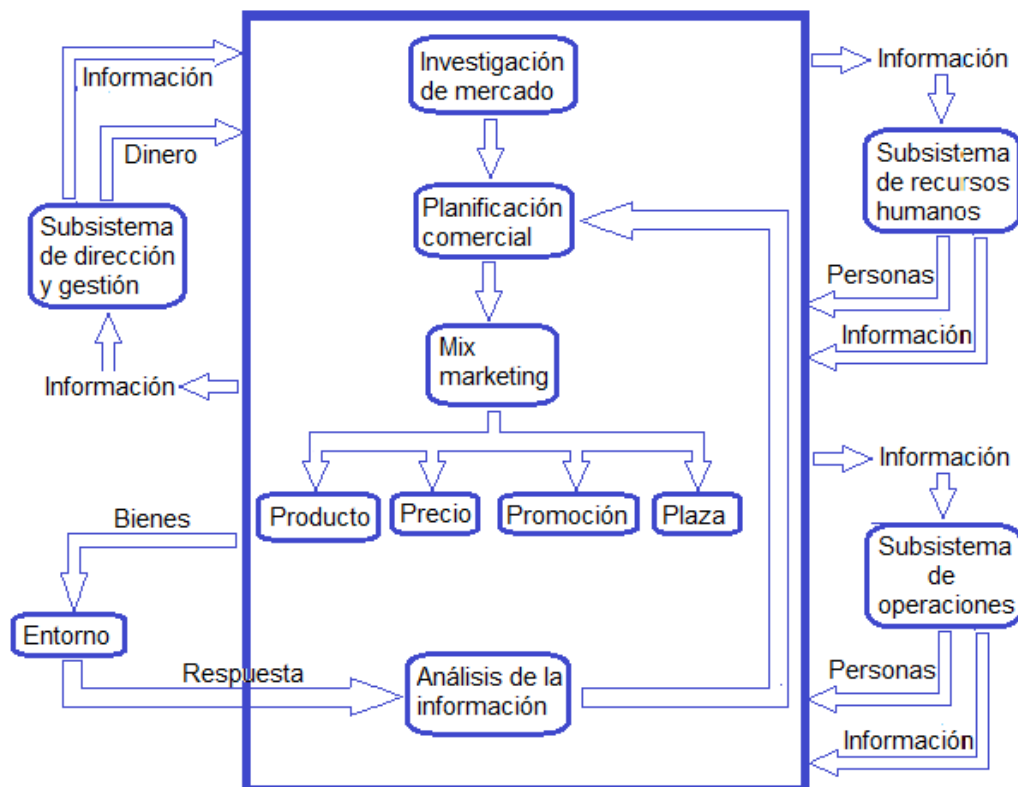 Información
Dinero
Subsistema
de dirección
y gestión
Información
Bienes
Entorno
Respuesta
Investigación
de mercado
Planificación
comercial
Mix
marketing
Producto
Precio
Promoción
Plaza
Análisis de la
información
Información
Subsistema
de recursos
humanos
Personas
Información
Información
Subsistema
de
operaciones
Personas
Información